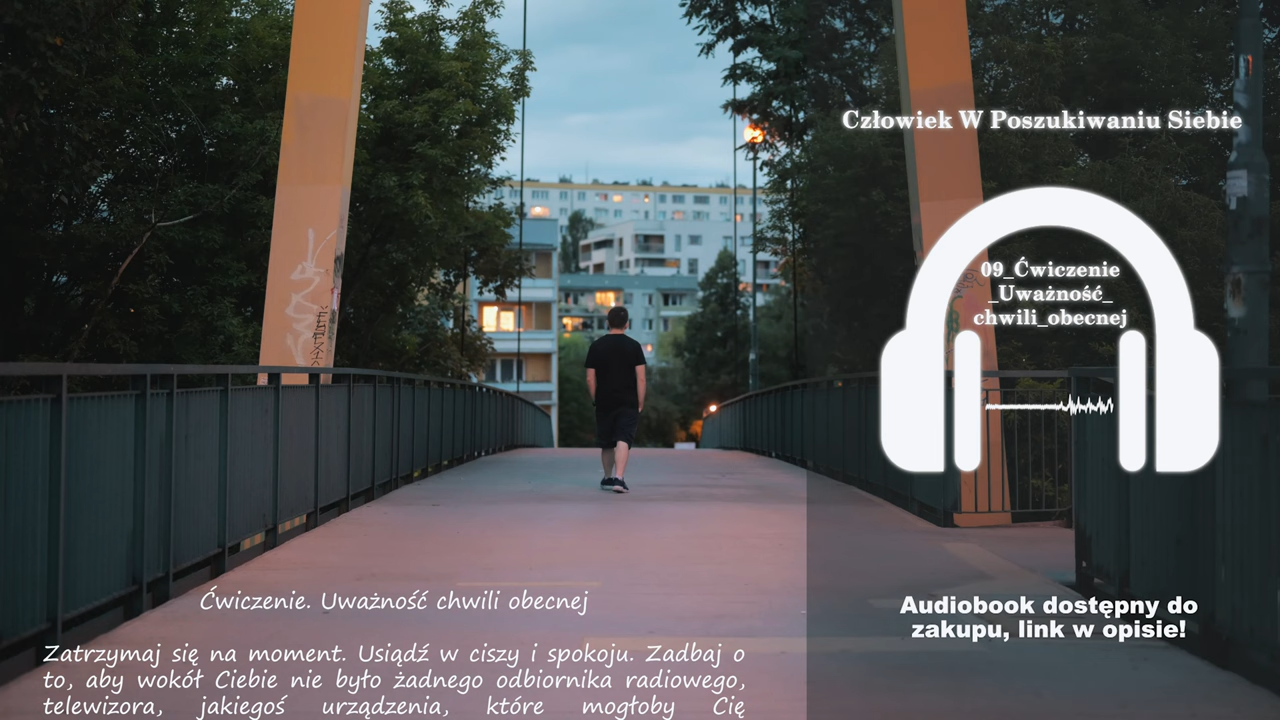 Człowiek W Poszukiwaniu Siebie
09_Ćwiczenie
_Uważność_
chwili_obecnej
Audiobook dostępny do
zakupu, link w opisie!
Ćwiczenie. Uważność chwili obecnej
Zatrzymaj się na moment. Usiądź w ciszy i spokoju. Zadbaj o
to, aby wokół Ciebie nie było żadnego odbiornika radiowego,
telewizora, jakiegoś urządzenia, które mogłoby Cię